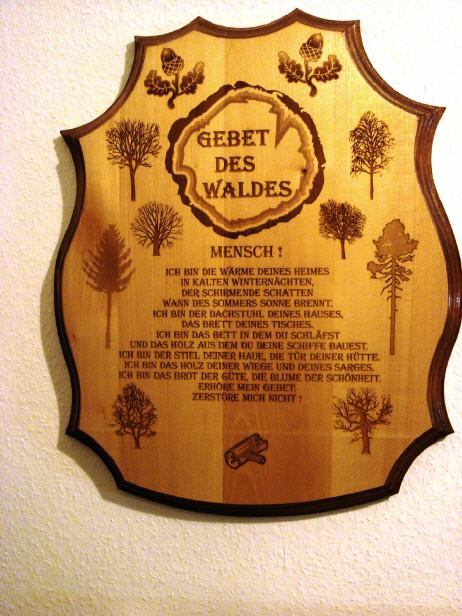 GEBET
DES
WALDES
MENSCH !
ICH BIN DIE WÄRME DEINES HEIMES
IN KALTEN WINTERNÄCHTEN,
DER SCHIRMENDE SCHATTEN
WANN DES SOMMERS SONNE BRENNT.
ICH BIN DER DACHSTUHL DEINES HAUSES,
DAS BRETT DEINES TISCHES.
ICH BIN DAS BETT IN DEM DU SCHLÄFST
UND DAS HOLZ AUS DEM DU DEINE SCHIFFE BAUEST.
ICH BIN DER STIEL DEINER HAUE, DIE TÜR DEINER HÜTTE.
ICH BIN DAS HOLZ DEINER WIEGE UND DEINES SARGES.
ICH BIN DAS BROT DER GÜTE, DIE BLUME DER SCHÖNHEIT.
ERHÖRE MEIN GEBET:
ZERSTÖRE MICH NICHT !